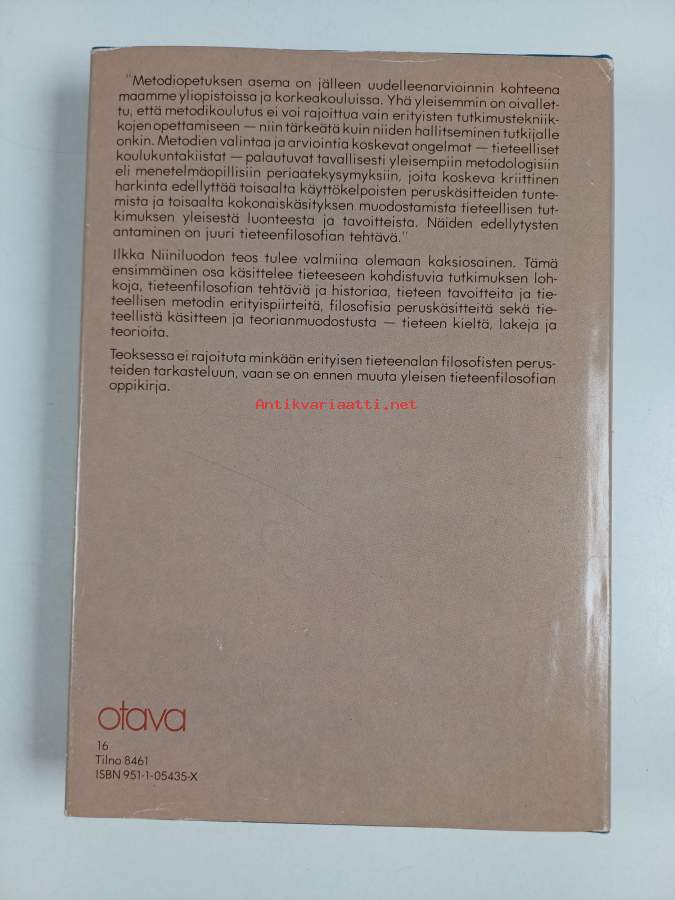 "Metodiopetuksen asema on jälleen uudelleenarvioinnin kohteena
maamme yliopistoissa ja korkeakouluissa. Yhä yleisemmin on oivallet-
tu, että metodikoulutus ei voi rajoittua vain erityisten tutkimustekniik-
kojen opettamiseen — niin tärkeätä kuin niiden hallitseminen tutkijalle
onkin. Metodien valintaa ja arviointia koskevat ongelmat — tieteelliset
koulukuntakiistat — palautuvat tavallisesti yleisempiin metodologisiin
eli menetelmäopillisiin periaatekysymyksiin, joita koskeva kriittinen
harkinta edellyttää toisaalta käyttökelpoisten peruskäsitteiden tunte-
mista ja toisaalta kokonaiskäsityksen muodostamista tieteellisen tut-
kimuksen yleisestä luonteesta ja tavoitteista. Näiden edellytysten
antaminen on juuri tieteenfilosofian tehtävä."
Ilkka Niiniluodon teos tulee valmiina olemaan kaksiosainen. Tämä
ensimmäinen osa käsittelee tieteeseen kohdistuvia tutkimuksen loh-
koja, tieteenfilosofian tehtäviä ja historiaa, tieteen tavoitteita ja tie-
teellisen metodin erityispiirteitä, filosofisia peruskäsitteitä sekä tie-
teellistä käsitteen ja teorianmuodostusta — tieteen kieltä, lakeja ja
teorioita.
Teoksessa ei rajoituta minkään erityisen tieteenalan filosofisten perus-
teiden tarkasteluun, vaan se on ennen muuta yleisen tieteenfilosofian
oppikirja.
Antikvariaatti.net
otava
16
Tilno 8461
ISBN 951-1-05435-X